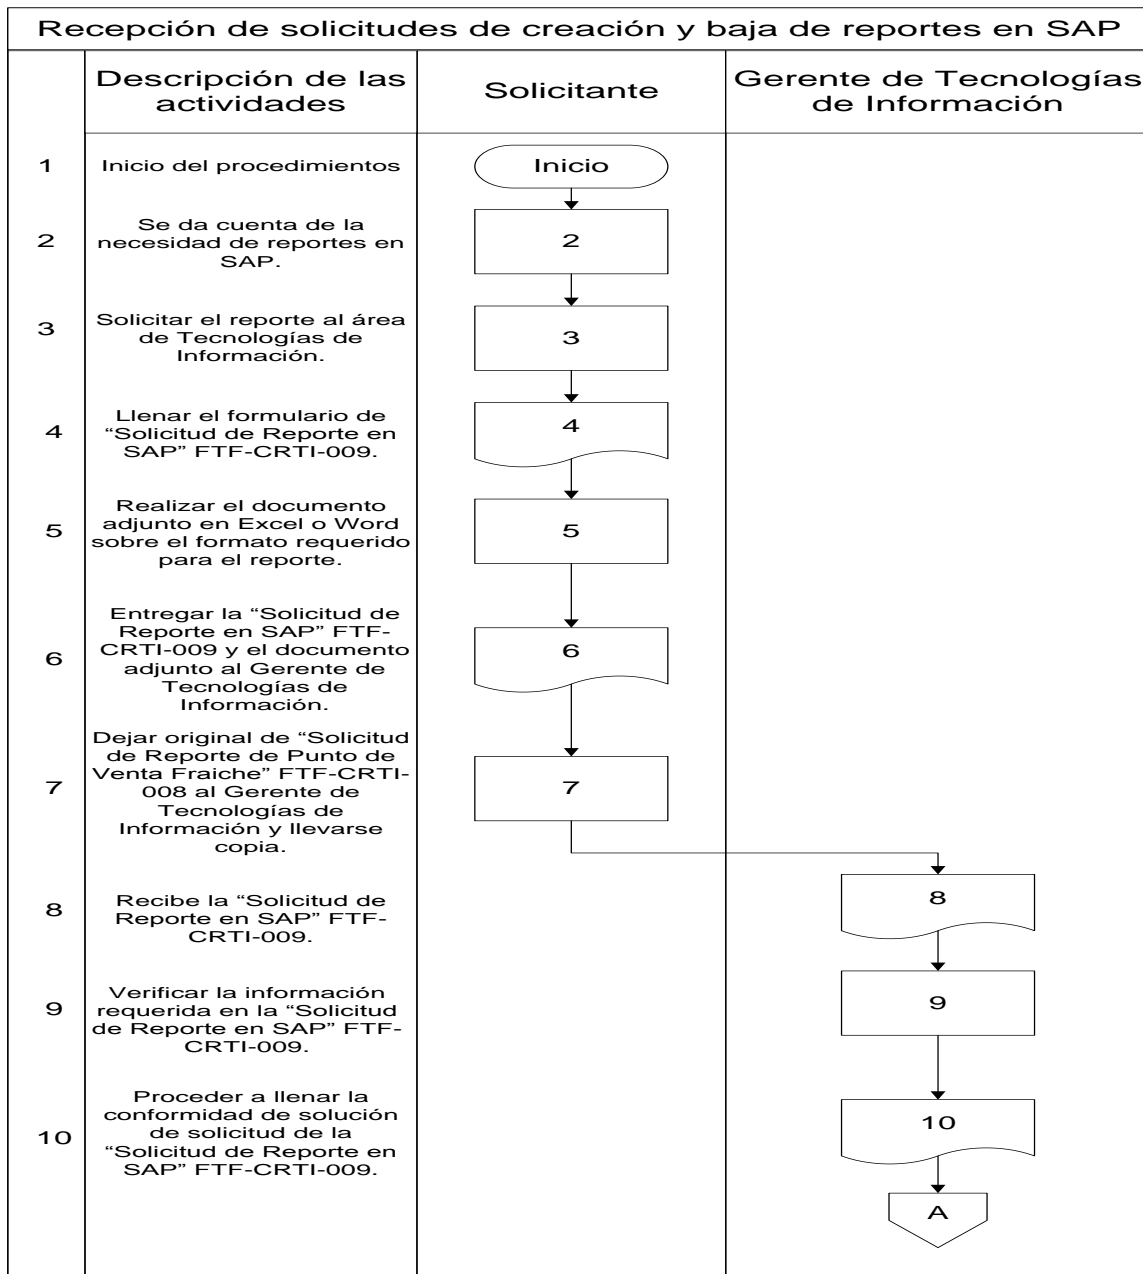 Recepción de solicitudes de creación y baja de reportes en SAP
Descripción de las
actividades
Solicitante
Gerente de Tecnologías
de Información
1
Inicio del procedimientos
Inicio
2
Se da cuenta de la
necesidad de reportes en
SAP.
2
3
Solicitar el reporte al área
de Tecnologías de
Información.
3
4
Llenar el formulario de
“Solicitud de Reporte en
SAP” FTF-CRTI-009.
4
5
Realizar el documento
adjunto en Excel o Word
sobre el formato requerido
para el reporte.
5
6
Entregar la “Solicitud de
Reporte en SAP” FTF-
CRTI-009 y el documento
adjunto al Gerente de
Tecnologías de
Información.
6
7
Dejar original de “Solicitud
de Reporte de Punto de
Venta Fraiche” FTF-CRTI-
008 al Gerente de
Tecnologías de
Información y llevarse
copia.
7
8
Recibe la “Solicitud de
Reporte en SAP” FTF-
CRTI-009.
8
9
Verificar la información
requerida en la “Solicitud
de Reporte en SAP” FTF-
CRTI-009.
9
10
Proceder a llenar la
conformidad de solución
de solicitud de la
“Solicitud de Reporte en
SAP” FTF-CRTI-009.
10
A